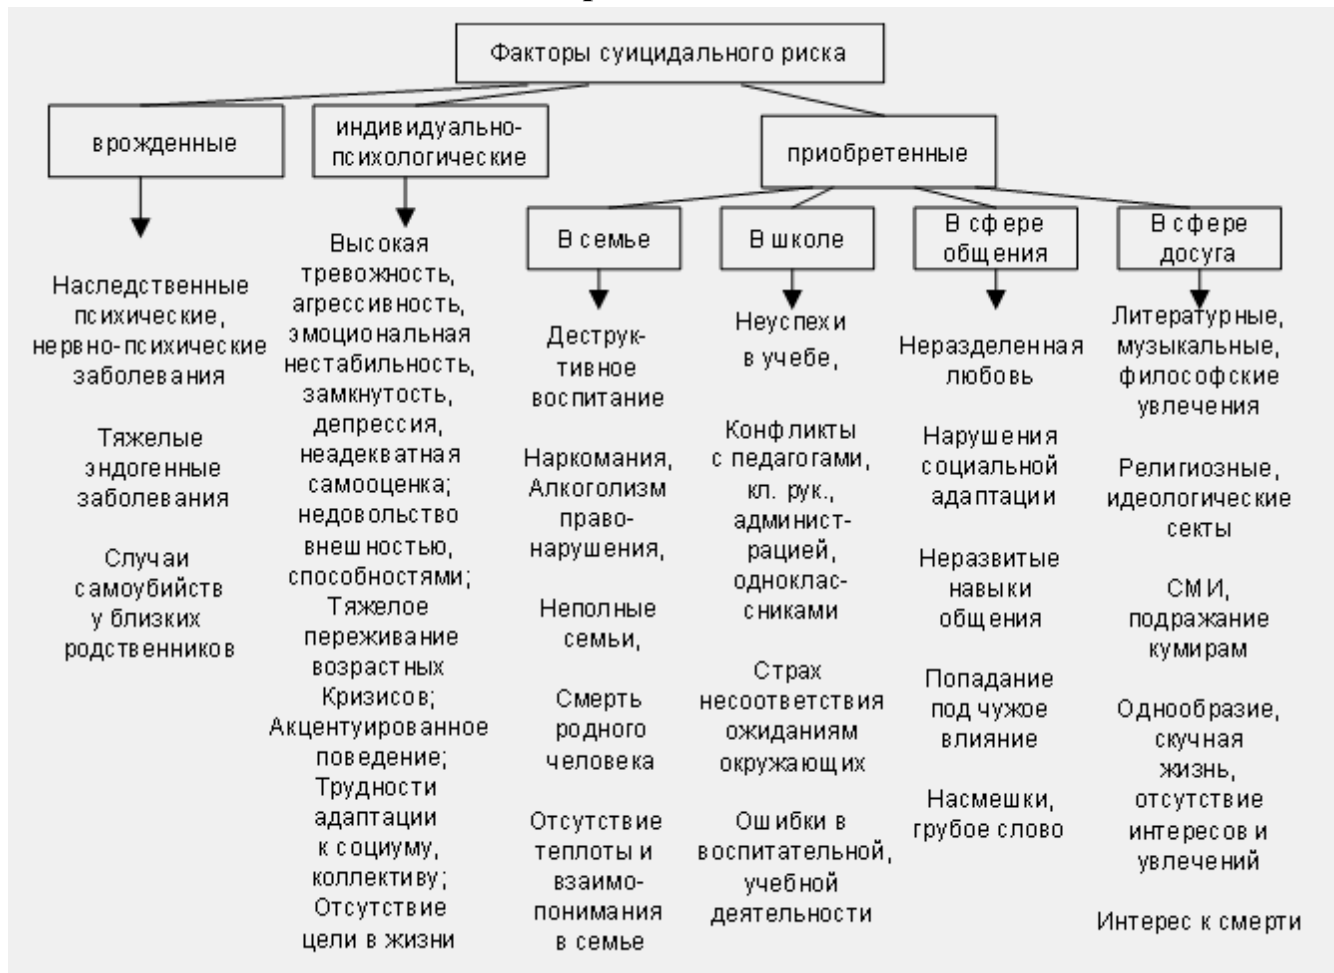 Факторы суицидального риска
врожденные
индивидуально-
психологические
приобретенные
В семье
В школе
В сфере
общения
В сфере
досуга
Наследственные
психические,
нервно-психические
заболевания
Тяжелые
эндогенные
заболевания
Случаи
самоубийств
у близких
родственников
Высокая
тревожность,
агрессивность,
эмоциональная
нестабильность,
замкнутость,
депрессия,
неадекватная
самооценка;
недовольство
внешностью,
способностями;
Тяжелое
переживание
возрастных
Кризисов;
Акцентуированное
поведение;
Трудности
адаптации
к социуму,
коллективу;
Отсутствие
цели в жизни
Деструк-
тивное
воспитание
Наркомания,
Алкоголизм
право-
нарушения,
Неполные
семьи,
Смерть
родного
человека
Отсутствие
теплоты и
взаимо-
понимания
в семье
Неуспехи
в учебе,
Конфликты
с педагогами,
кл. рук.,
админист-
рацией,
одноклас-
сниками
Страх
несоответствия
ожиданиям
окружающих
Ошибки в
воспитательной,
учебной
деятельности
Неразделенная
любовь
Нарушения
социальной
адаптации
Неразвитые
навыки
общения
Попадание
под чужое
влияние
Насмешки,
грубое слово
Литературные,
музыкальные,
философские
увлечения
Религиозные,
идеологические
секты
СМИ,
подражание
кумирам
Однообразие,
скучная
жизнь,
отсутствие
интересов и
увлечений
Интерес к смерти